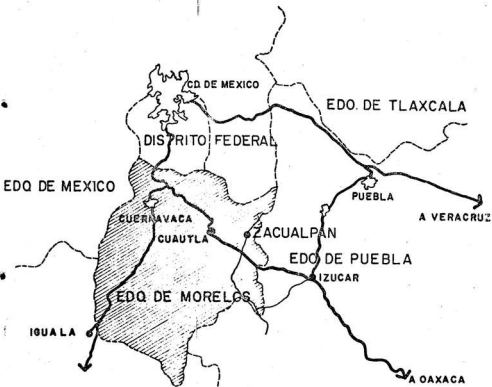 CD. DE MEXICO
EDO. DE TLAXCALA
DISTRITO FEDERAL
EDO. DE MEXICO
PUEBLA
CUERNAVACA
A VERACRUZ
ZACUALPAN
CUAUTLA
EDO. DE PUEBLA
IZUCAR
EDO. DE MORELOS
IGUALA
A OAXACA